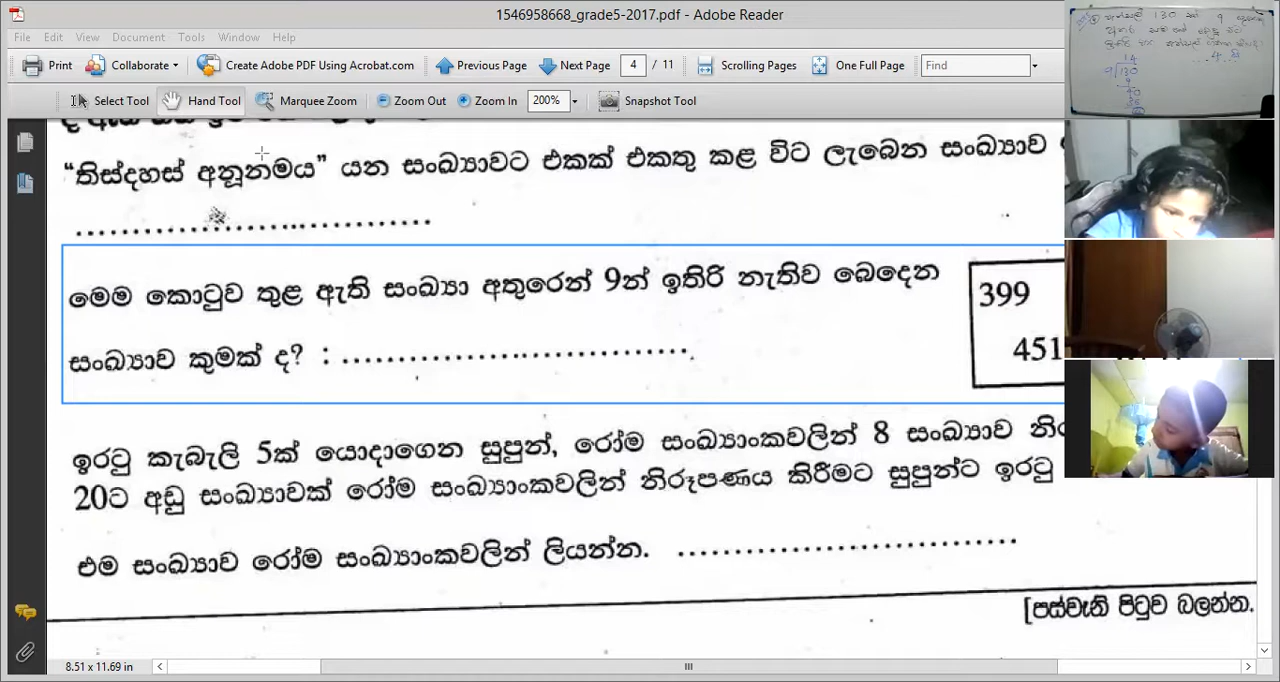 1546958668_grade5-2017.pdf - Adobe Reader
File Edit View Document Tools Window Help
Print Collaborate Create Adobe PDF Using Acrobat.com Previous Page Next Page 4 / 11 Scrolling Pages One Full Page Find
Select Tool Hand Tool Marquee Zoom Zoom Out Zoom In 200% Snapshot Tool
“තිස්දහස් අනූනමය” යන සංඛ්‍යාවට එකක් එකතු කළ විට ලැබෙන සංඛ්‍යාව
................................
මෙම කොටුව තුළ ඇති සංඛ්‍යා අතුරෙන් 9න් ඉතිරි නැතිව බෙදෙන
399
සංඛ්‍යාව කුමක් ද? : ................................
451
ඉරටු කැබැලි 5ක් යොදාගෙන සුපුන්, රෝම සංඛ්‍යාංකවලින් 8 සංඛ්‍යාව
20ට අඩු සංඛ්‍යාවක් රෝම සංඛ්‍යාංකවලින් නිරූපණය කිරීමට සුපුන්ට ඉරටු
එම සංඛ්‍යාව රෝම සංඛ්‍යාංකවලින් ලියන්න. ................................
[පස්වැනි පිටුව බලන්න.
8.51 x 11.69 in